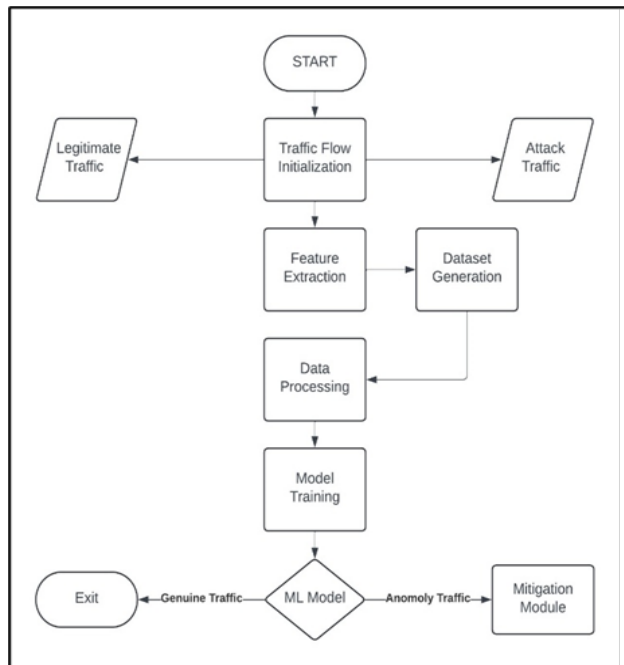 START
Legitimate
Traffic
Traffic Flow
Initialization
Attack
Traffic
Feature
Extraction
Dataset
Generation
Data
Processing
Model
Training
Exit
Genuine Traffic
ML Model
Anomoly Traffic
Mitigation
Module